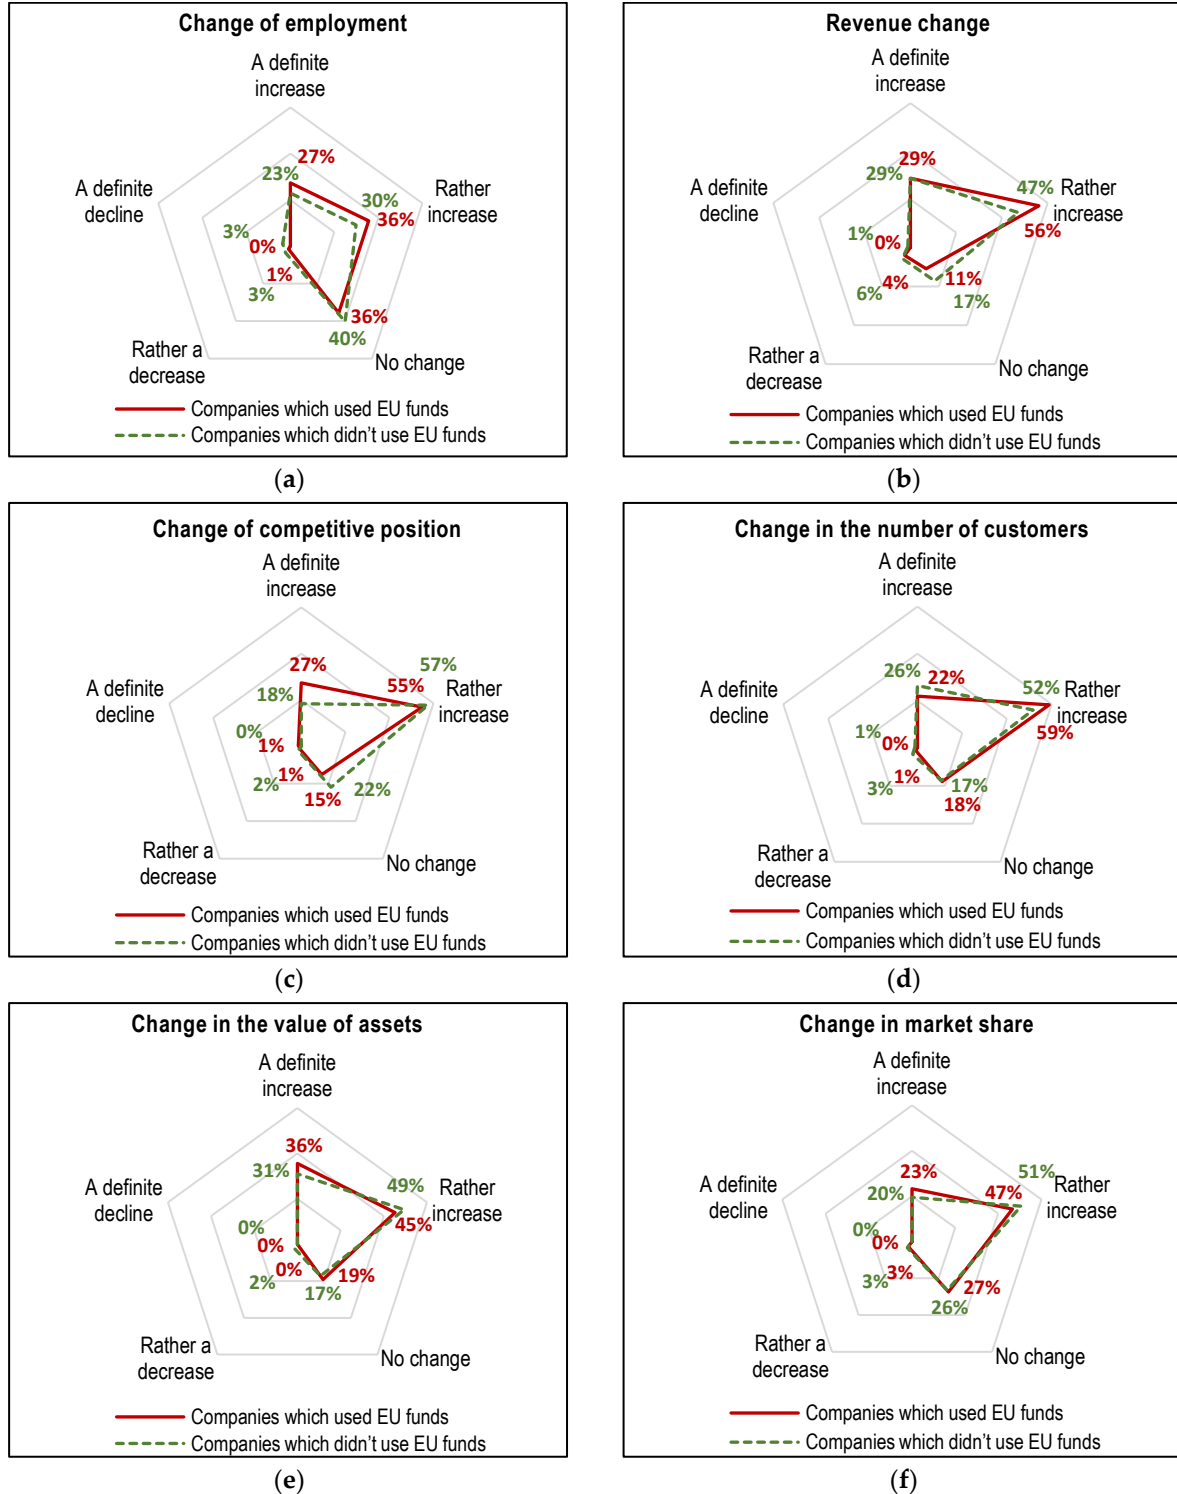 Change of employment
A definite
increase
27%
23%
A definite
decline
30%
Rather
increase
36%
3%
0%
1%
3%
36%
40%
Rather a
decrease
No change
Companies which used EU funds
Companies which didn't use EU funds
(a)
Revenue change
A definite
increase
29%
29%
47%
Rather
increase
56%
1%
0%
4%
6%
11%
17%
Rather a
decrease
No change
Companies which used EU funds
Companies which didn't use EU funds
(b)
Change of competitive position
A definite
increase
27%
18%
57%
55%
Rather
increase
A definite
decline
0%
1%
1%
2%
15%
22%
Rather a
decrease
No change
Companies which used EU funds
Companies which didn't use EU funds
(c)
Change in the number of customers
A definite
increase
26%
22%
52%
Rather
increase
59%
A definite
decline
1%
0%
1%
3%
17%
18%
Rather a
decrease
No change
Companies which used EU funds
Companies which didn't use EU funds
(d)
Change in the value of assets
A definite
increase
36%
31%
49%
Rather
increase
45%
A definite
decline
0%
0%
0%
2%
19%
17%
Rather a
decrease
No change
Companies which used EU funds
Companies which didn't use EU funds
(e)
Change in market share
A definite
increase
23%
20%
51%
47%
Rather
increase
A definite
decline
0%
0%
3%
3%
27%
26%
Rather a
decrease
No change
Companies which used EU funds
Companies which didn't use EU funds
(f)